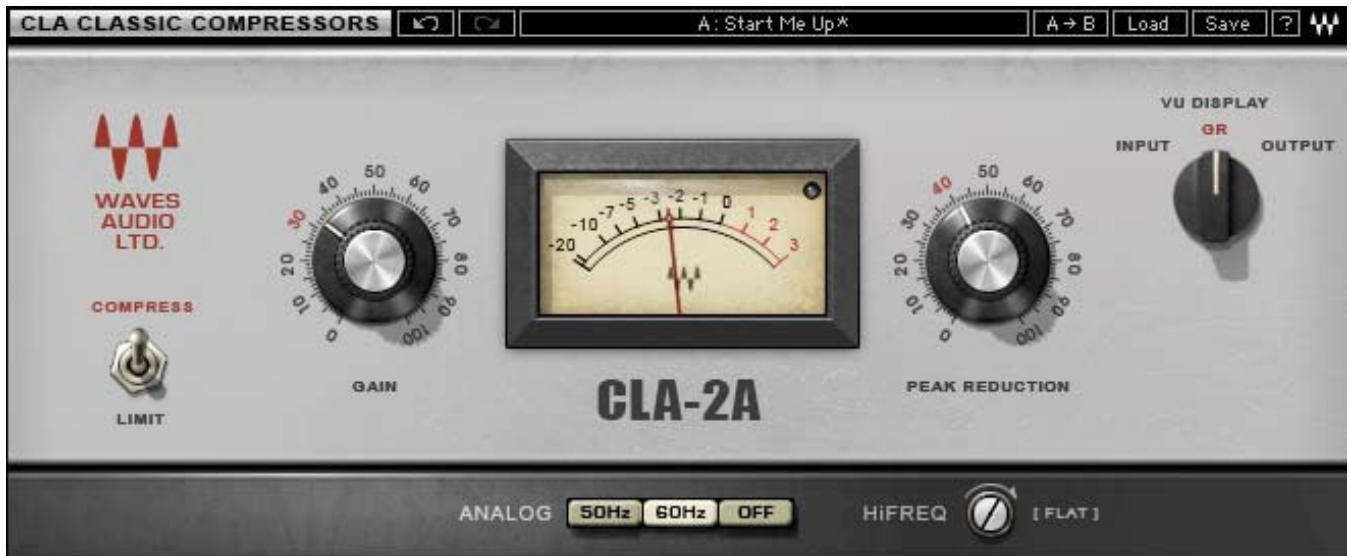 CLA CLASSIC COMPRESSORS
A: Start Me Up*
A→B
Load
Save
?
WAVES
AUDIO
LTD.
COMPRESS
LIMIT
0 10 20 30 40 50 60 70 80 90 100
GAIN
-20 -10 -7 -5 -3 -2 -1 0 1 2 3
CLA-2A
0 10 20 30 40 50 60 70 80 90 100
PEAK REDUCTION
VU DISPLAY
INPUT GR OUTPUT
ANALOG 50Hz 60Hz OFF
HiFREQ [FLAT]